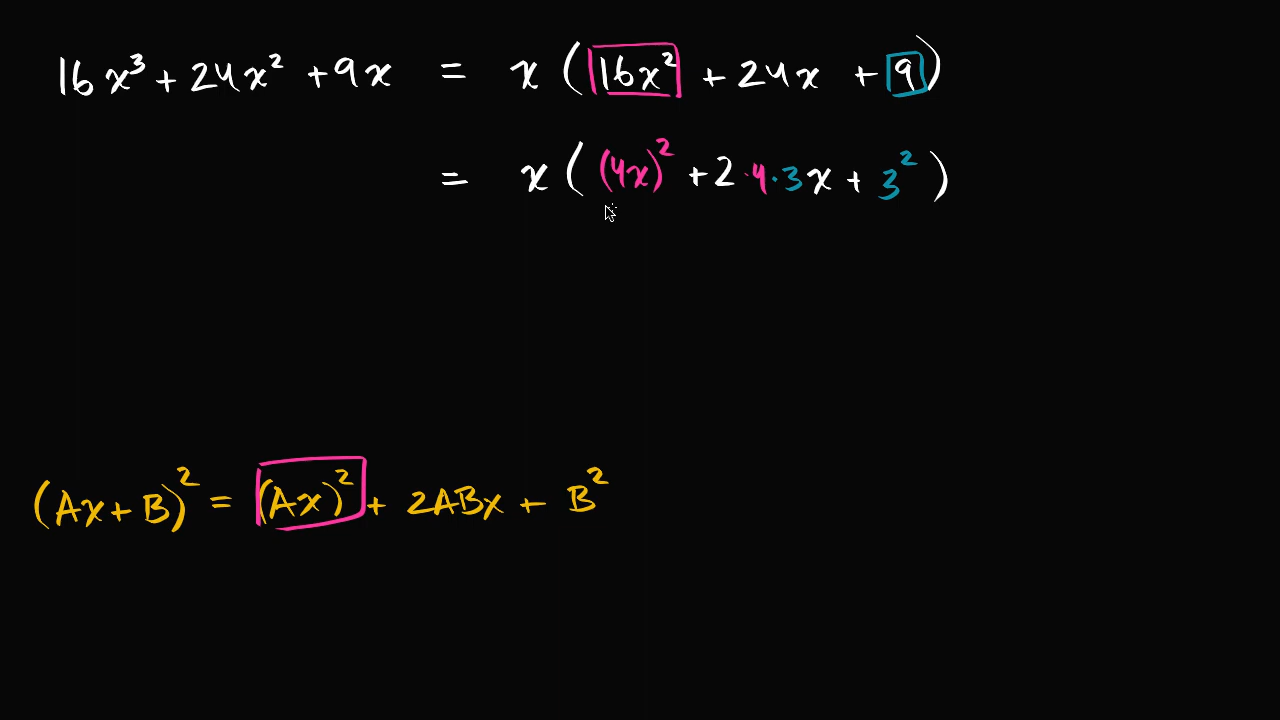 16x³ + 24x² + 9x = x(16x² + 24x + 9)
= x((4x)² + 2·4·3x + 3²)
(Ax + B)² = (Ax)² + 2ABx + B²